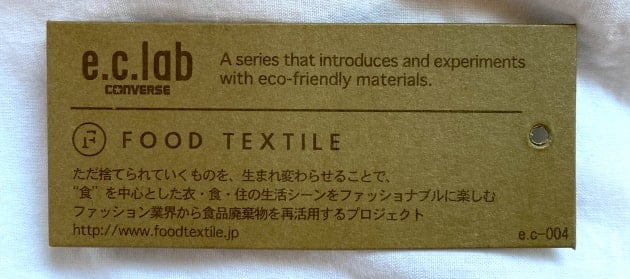 e.c.lab
CONVERSE
A series that introduces and experiments
with eco-friendly materials.
F FOOD TEXTILE
ただ捨てられていくものを、生まれ変わらせることで、
“食” を中心とした衣・食・住の生活シーンをファッショナブルに楽しむ
ファッション業界から食品廃棄物を再活用するプロジェクト
http://www.foodtextile.jp
e.c-004